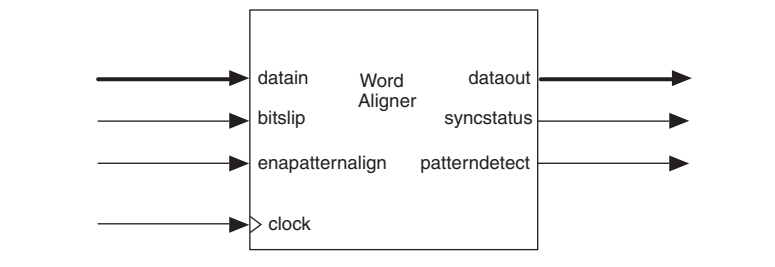 datain
Word
Aligner
dataout
bitslip
syncstatus
enapatternalign
patterndetect
clock